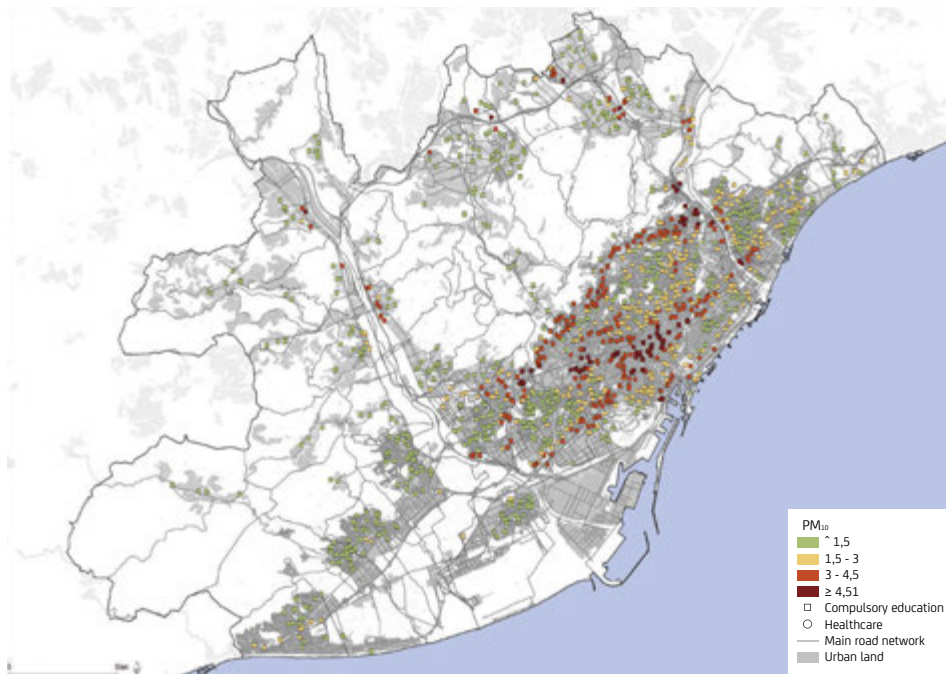 PM₁₀
ˆ 1,5
1,5 - 3
3 - 4,5
≥ 4,51
Compulsory education
Healthcare
Main road network
Urban land